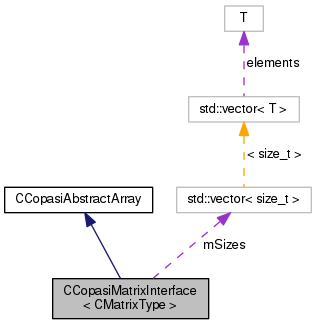 T
elements
std::vector< T >
< size_t >
CCopasiAbstractArray
std::vector< size_t >
mSizes
CCopasiMatrixInterface
< CMatrixType >